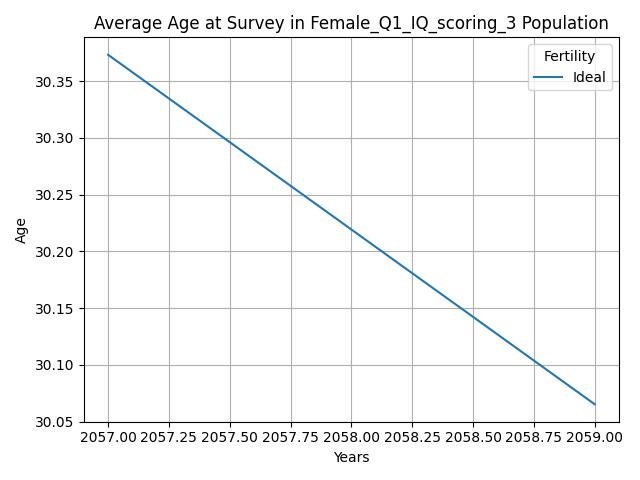 Average Age at Survey in Female_Q1_IQ_scoring_3 Population
Fertility
Ideal
Age
30.35
30.30
30.25
30.20
30.15
30.10
30.05
2057.00 2057.25 2057.50 2057.75 2058.00 2058.25 2058.50 2058.75 2059.00
Years